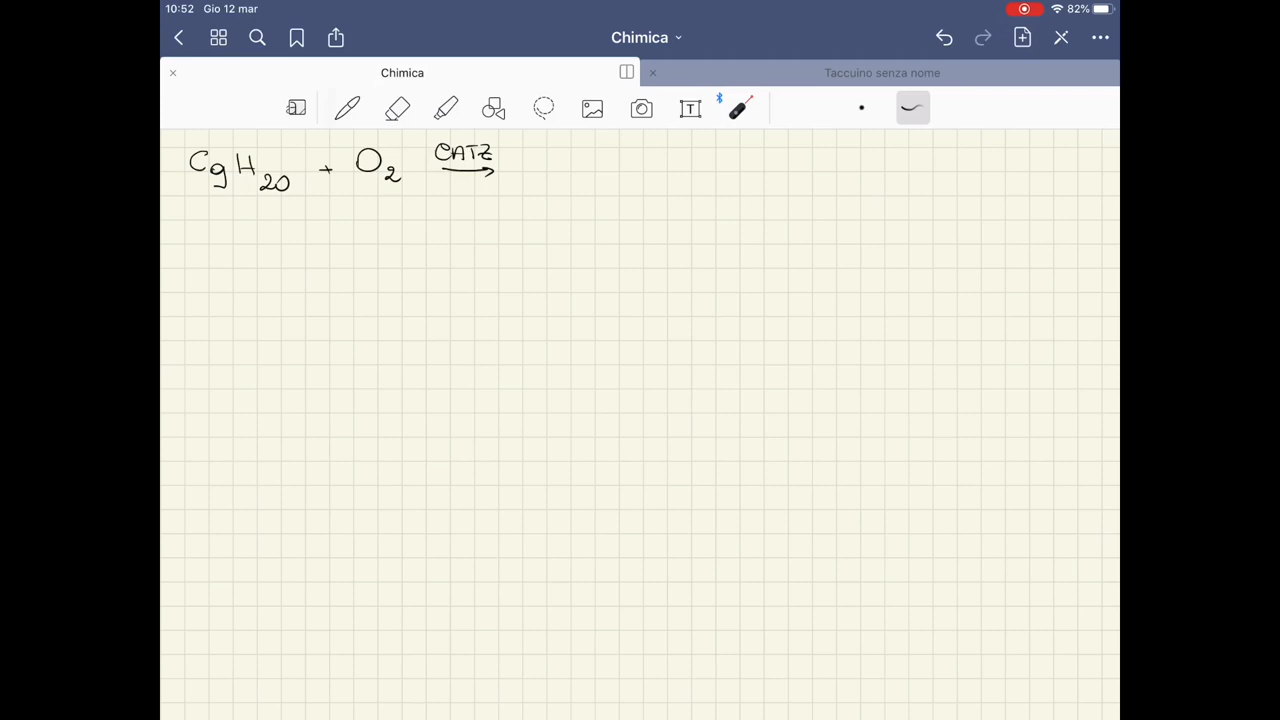 10:52 Gio 12 mar 82%
Chimica
Chimica Taccuino senza nome
T
C9H20 + O2 CATZ →